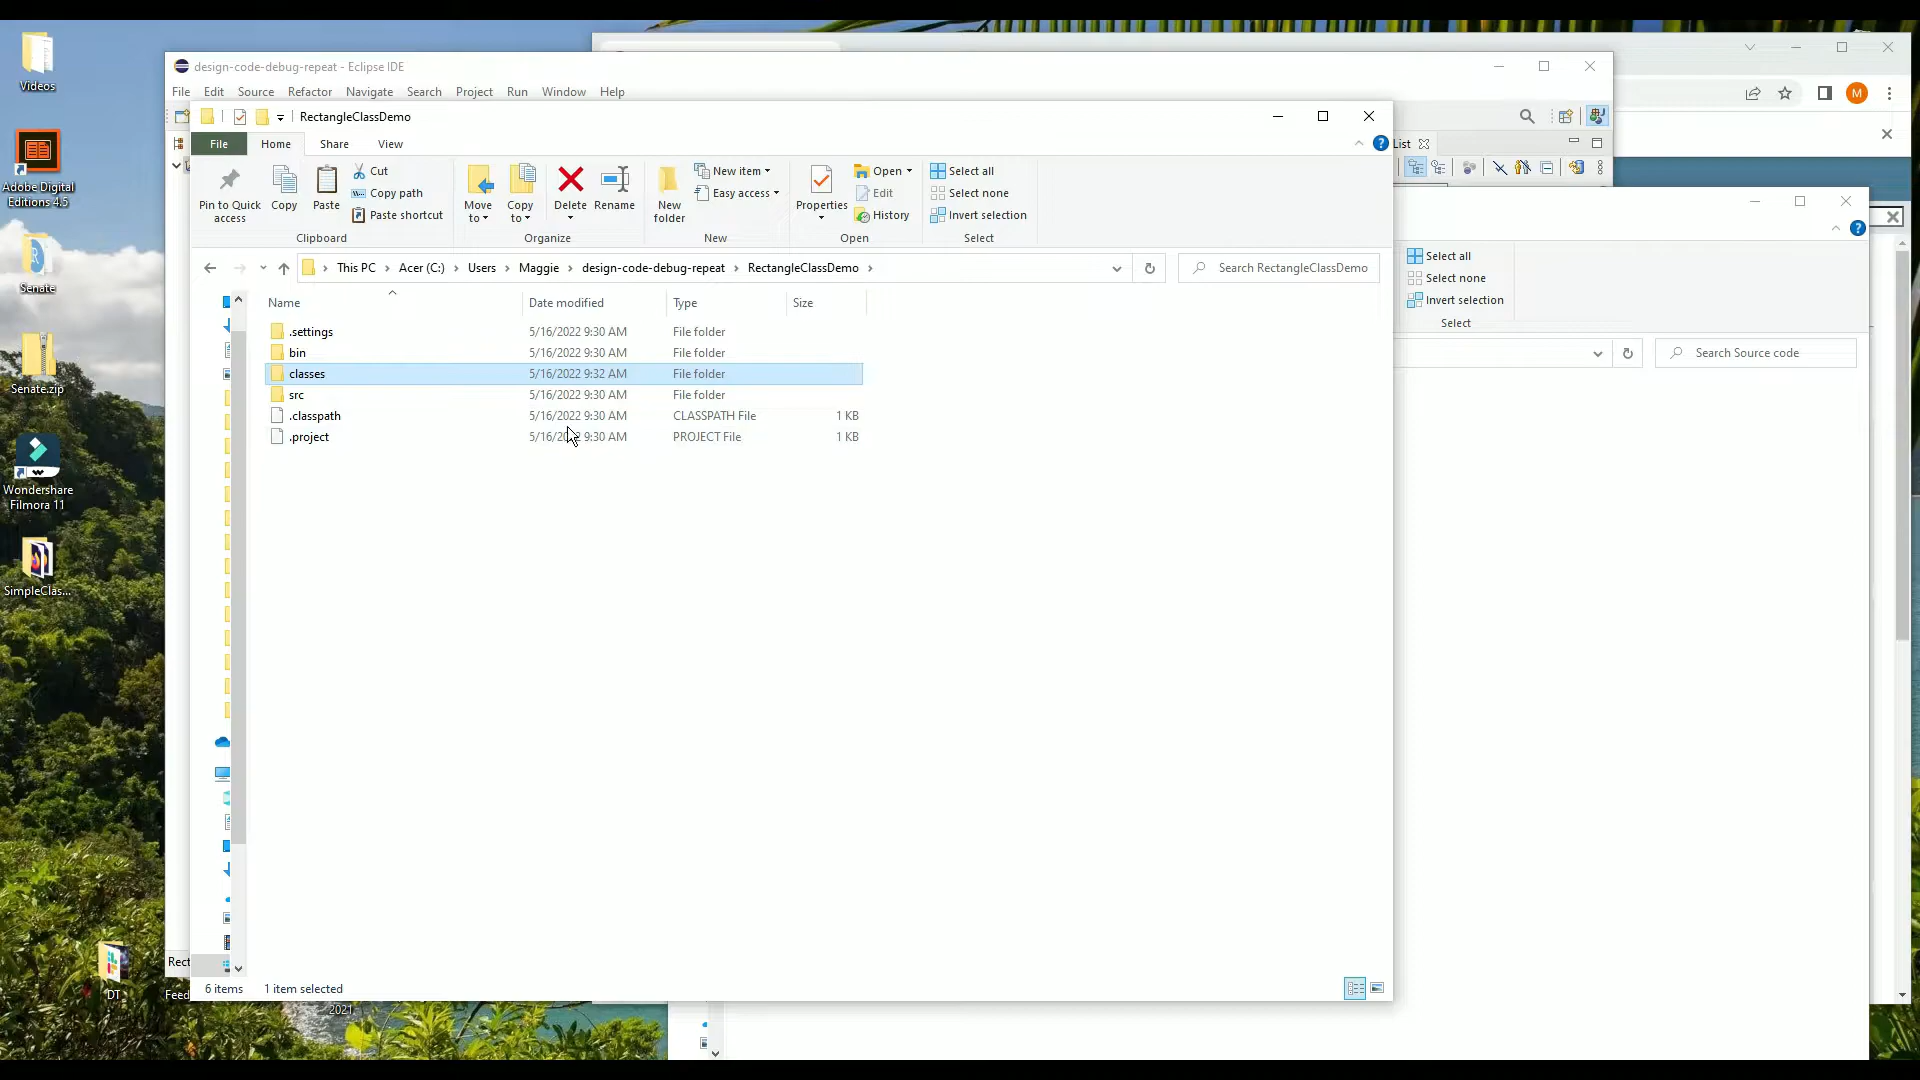 Videos
Adobe Digital
Editions 4.5
Senate
Senate.zip
Wondershare
Filmora 11
SimpleClas...
DT
Feed
2021
design-code-debug-repeat - Eclipse IDE
File Edit Source Refactor Navigate Search Project Run Window Help
RectangleClassDemo
File Home Share View
Pin to Quick
access
Copy
Paste
Cut
Copy path
Paste shortcut
Clipboard
Move
to
Copy
to
Delete
Rename
Organize
New
folder
New item
Easy access
New
Properties
Open
Edit
History
Open
Select all
Select none
Invert selection
Select
This PC > Acer (C:) > Users > Maggie > design-code-debug-repeat > RectangleClassDemo >
Search RectangleClassDemo
Name Date modified Type Size
.settings 5/16/2022 9:30 AM File folder
bin 5/16/2022 9:30 AM File folder
classes 5/16/2022 9:32 AM File folder
src 5/16/2022 9:30 AM File folder
.classpath 5/16/2022 9:30 AM CLASSPATH File 1 KB
.project 5/16/2022 9:30 AM PROJECT File 1 KB
6 items 1 item selected
Rect
List
M
Select all
Select none
Invert selection
Select
Search Source code